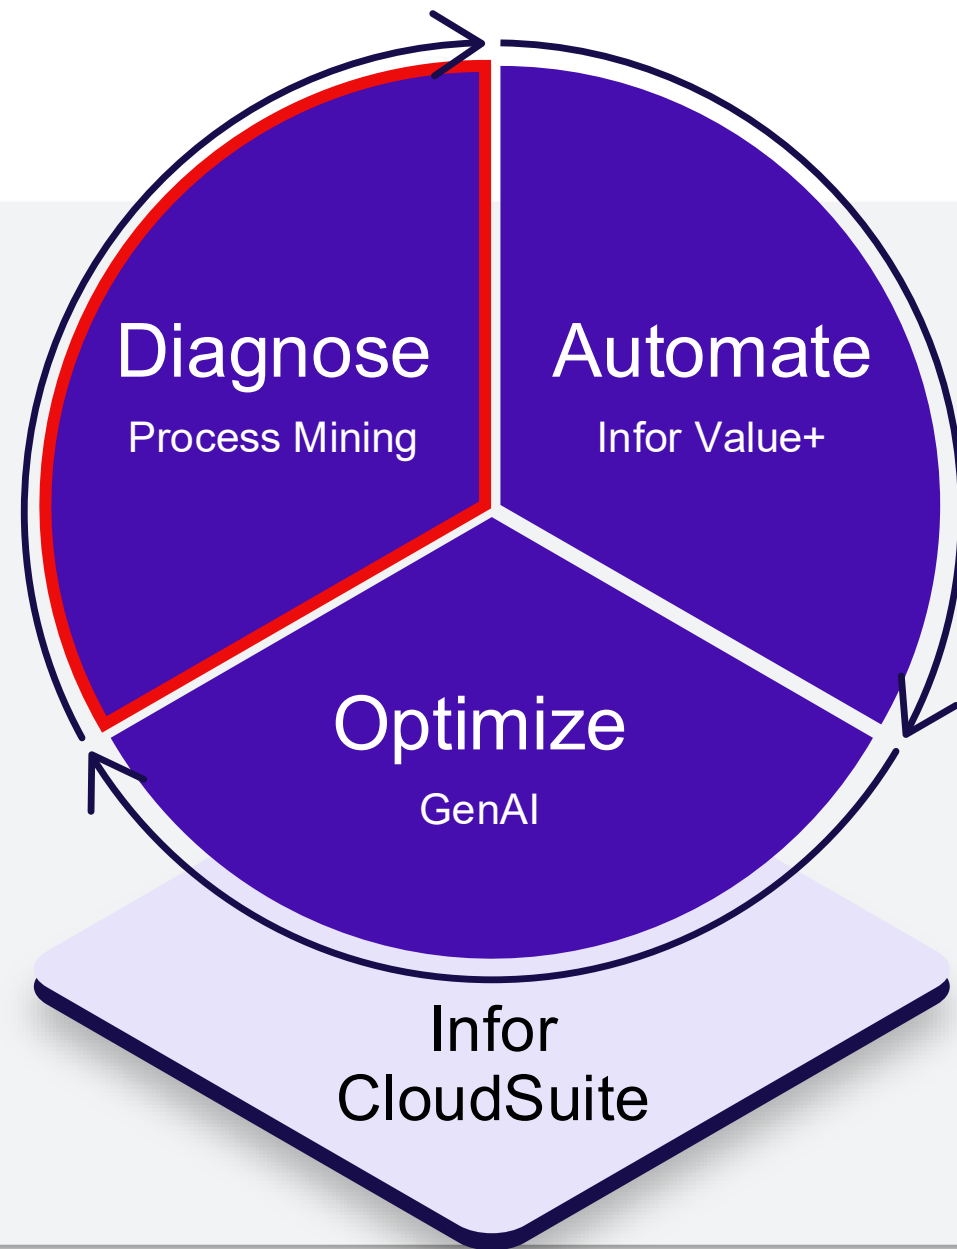 Diagnose
Process Mining
Automate
Infor Value+
Optimize
GenAI
Infor
CloudSuite